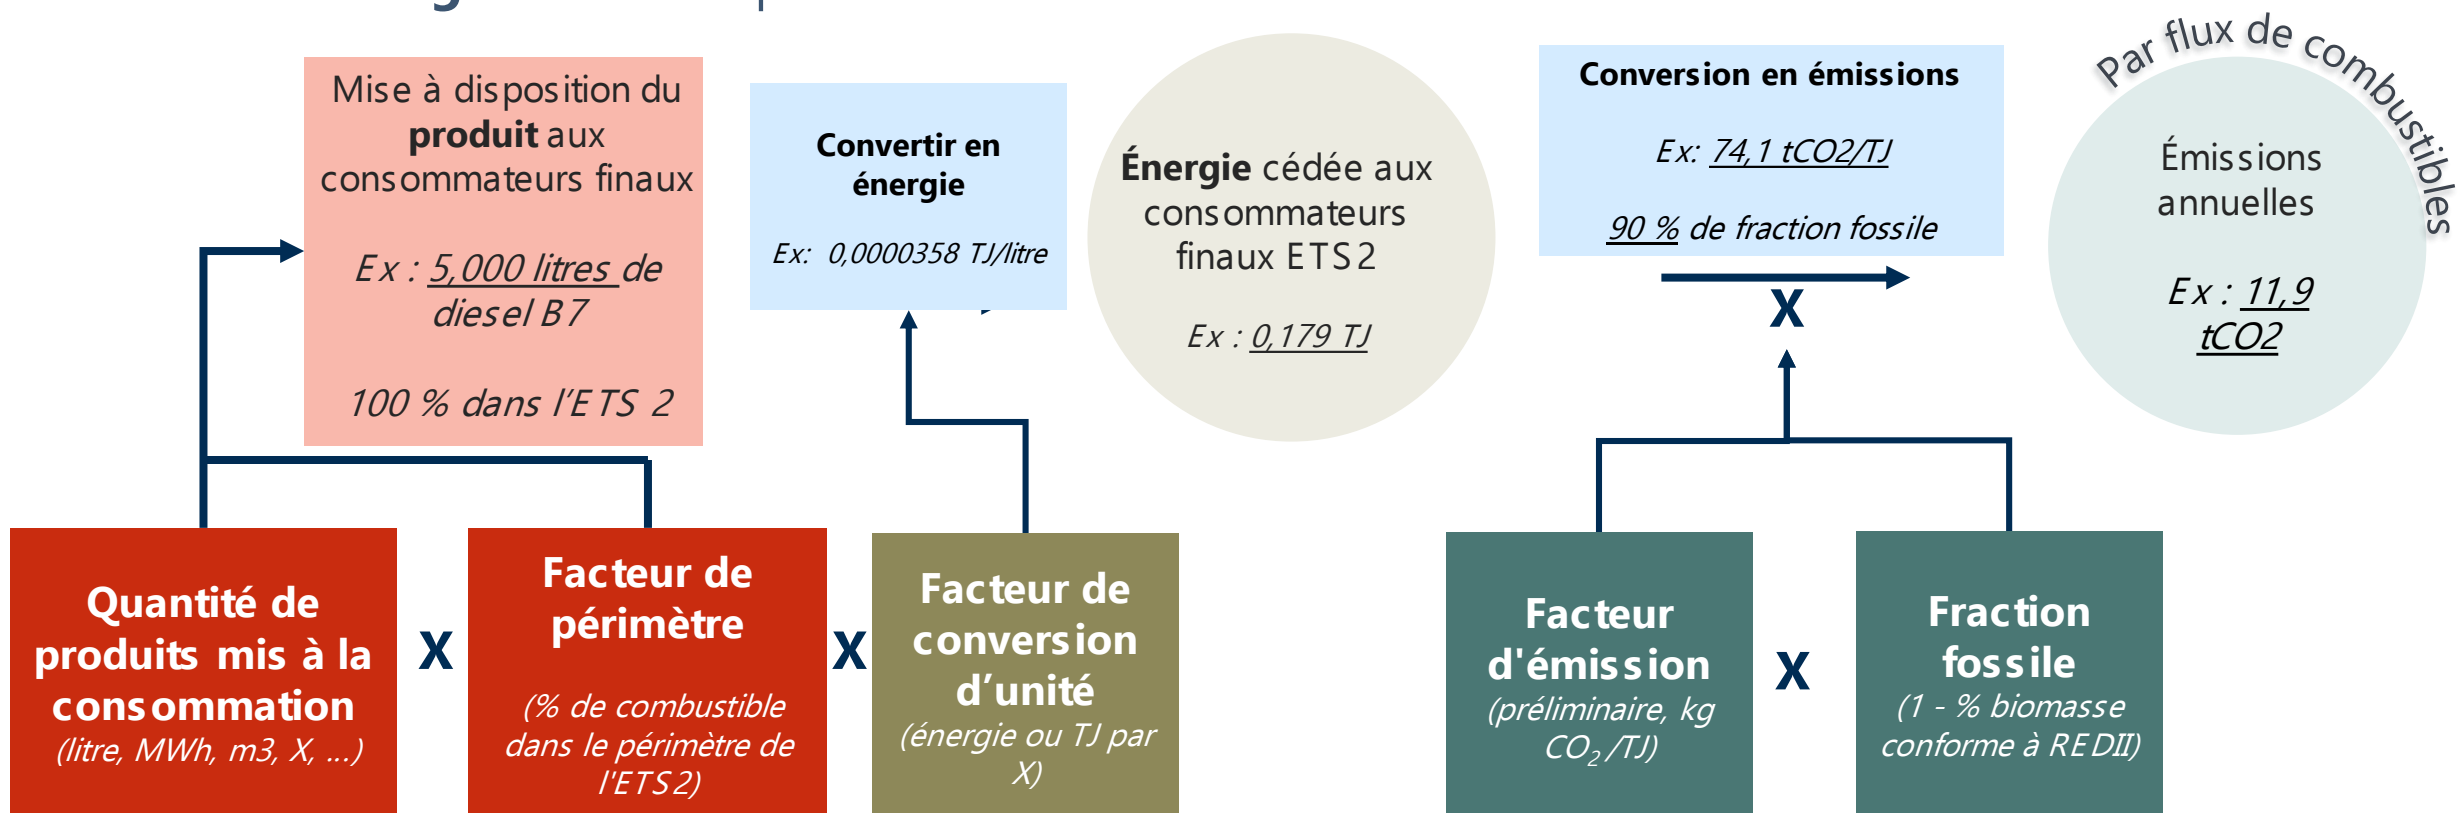 Par flux de combustibles
Mise à disposition du
produit aux
consommateurs finaux
Ex : 5,000 litres de
diesel B7
100 % dans l’ETS 2
Convertir en
énergie
Ex: 0,0000358 TJ/litre
Énergie cédée aux
consommateurs
finaux ETS2
Ex : 0,179 TJ
Conversion en émissions
Ex: 74,1 tCO2/TJ
90 % de fraction fossile
X
Émissions
annuelles
Ex : 11,9
tCO2
Quantité de
produits mis à la
consommation
(litre, MWh, m3, X, ...)
X
Facteur de
périmètre
(% de combustible
dans le périmètre de
l'ETS2)
X
Facteur de
conversion
d’unité
(énergie ou TJ par
X)
Facteur
d'émission
(préliminaire, kg
CO₂/TJ)
X
Fraction
fossile
(1 - % biomasse
conforme à REDII)